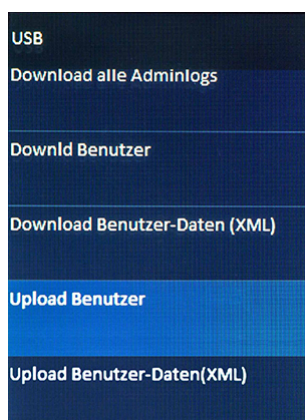 USB
Download alle Adminlogs
Downld Benutzer
Download Benutzer-Daten (XML)
Upload Benutzer
Upload Benutzer-Daten(XML)